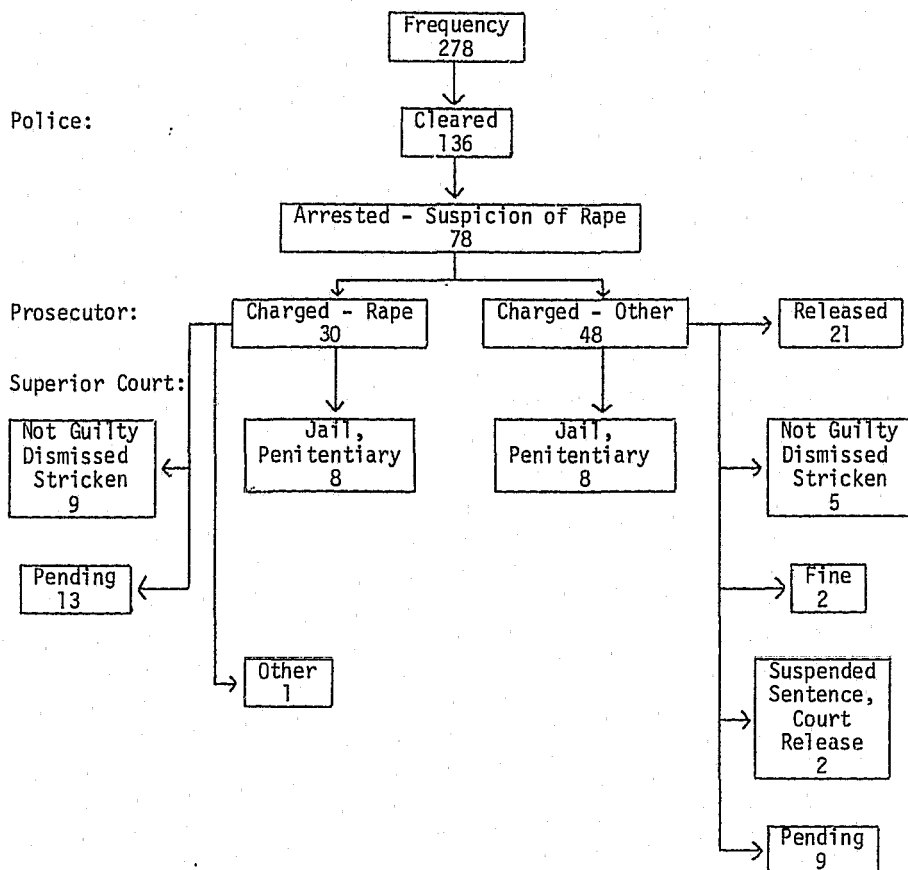 Frequency
278
Police:
Cleared
136
Arrested - Suspicion of Rape
78
Prosecutor:
Charged - Rape
30
Charged - Other
48
Released
21
Superior Court:
Not Guilty
Dismissed
Stricken
9
Jail,
Penitentiary
8
Jail,
Penitentiary
8
Not Guilty
Dismissed
Stricken
5
Pending
13
Fine
2
Other
1
Suspended
Sentence,
Court
Release
2
Pending
9